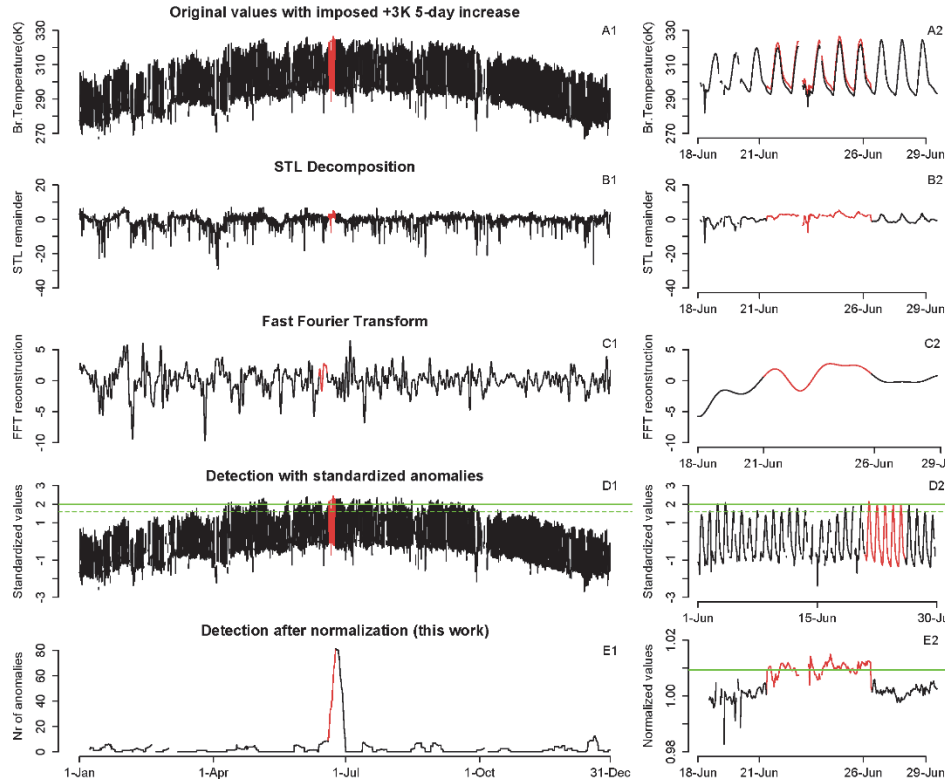 Original values with imposed +3K 5-day increase
A1
Br.Temperature(oK)
330
310
290
270
A2
Br.Temperature(oK)
330
310
290
270
18-Jun
21-Jun
26-Jun
29-Jun
STL Decomposition
B1
STL remainder
20
0
-20
-40
B2
STL remainder
20
0
-20
-40
18-Jun
21-Jun
26-Jun
29-Jun
Fast Fourier Transform
C1
FFT reconstruction
5
0
-5
-10
C2
FFT reconstruction
5
0
-5
-10
18-Jun
21-Jun
26-Jun
29-J
Detection with standardized anomalies
D1
Standardized values
3
2
1
-1
-3
D2
Standardized values
3
2
1
-1
-3
1-Jun
15-Jun
30-Ju
Detection after normalization (this work)
E1
Nr of anomalies
80
60
40
20
0
1-Jan
1-Apr
1-Jul
1-Oct
31-Dec
E2
Normalized values
1.02
1.00
0.98
18-Jun
21-Jun
26-Jun
29-Jun